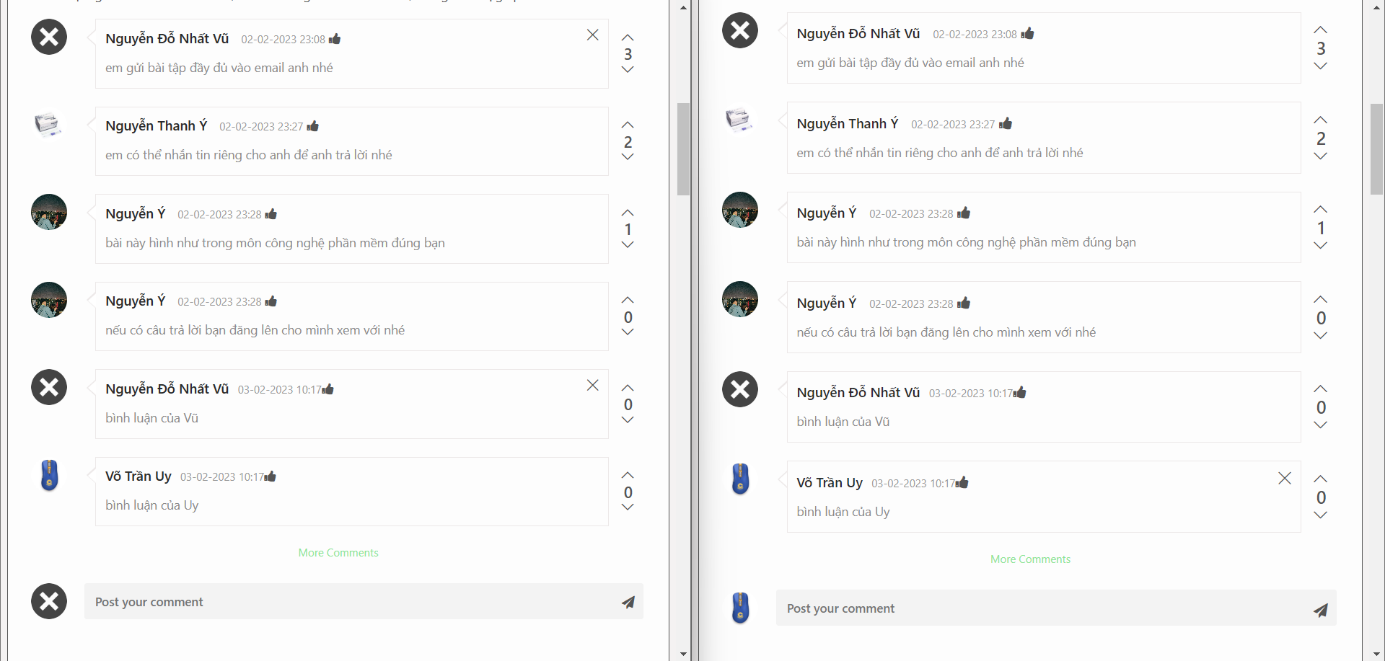 Nguyễn Đỗ Nhất Vũ 02-02-2023 23:08
3
em gửi bài tập đầy đủ vào email anh nhé
Nguyễn Thanh Ý 02-02-2023 23:27
2
em có thể nhắn tin riêng cho anh để anh trả lời nhé
Nguyễn Ý 02-02-2023 23:28
1
bài này hình như trong môn công nghệ phần mềm đúng bạn
Nguyễn Ý 02-02-2023 23:28
0
nếu có câu trả lời bạn đăng lên cho mình xem với nhé
Nguyễn Đỗ Nhất Vũ 03-02-2023 10:17
0
bình luận của Vũ
Võ Trần Uy 03-02-2023 10:17
0
bình luận của Uy
More Comments
Post your comment
Nguyễn Đỗ Nhất Vũ 02-02-2023 23:08
3
em gửi bài tập đầy đủ vào email anh nhé
Nguyễn Thanh Ý 02-02-2023 23:27
2
em có thể nhắn tin riêng cho anh để anh trả lời nhé
Nguyễn Ý 02-02-2023 23:28
1
bài này hình như trong môn công nghệ phần mềm đúng bạn
Nguyễn Ý 02-02-2023 23:28
0
nếu có câu trả lời bạn đăng lên cho mình xem với nhé
Nguyễn Đỗ Nhất Vũ 03-02-2023 10:17
0
bình luận của Vũ
Võ Trần Uy 03-02-2023 10:17
0
bình luận của Uy
More Comments
Post your comment